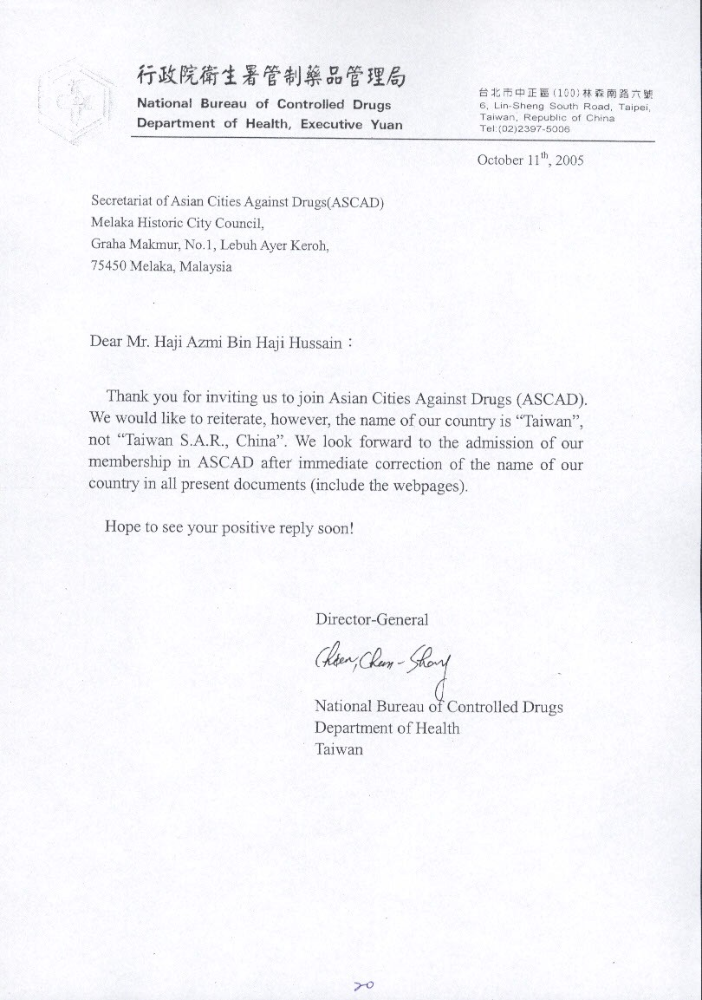 行政院衛生署管制藥品管理局
National Bureau of Controlled Drugs
Department of Health, Executive Yuan
台北市中正區(100)林森南路六號
6, Lin-Sheng South Road, Taipei,
Taiwan, Republic of China
Tel:(02)2397-5006
October 11th, 2005
Secretariat of Asian Cities Against Drugs(ASCAD)
Melaka Historic City Council,
Graha Makmur, No.1, Lebuh Ayer Keroh,
75450 Melaka, Malaysia
Dear Mr. Haji Azmi Bin Haji Hussain：
Thank you for inviting us to join Asian Cities Against Drugs (ASCAD).
We would like to reiterate, however, the name of our country is “Taiwan”,
not “Taiwan S.A.R., China”. We look forward to the admission of our
membership in ASCAD after immediate correction of the name of our
country in all present documents (include the webpages).
Hope to see your positive reply soon!
Director-General
National Bureau of Controlled Drugs
Department of Health
Taiwan
20